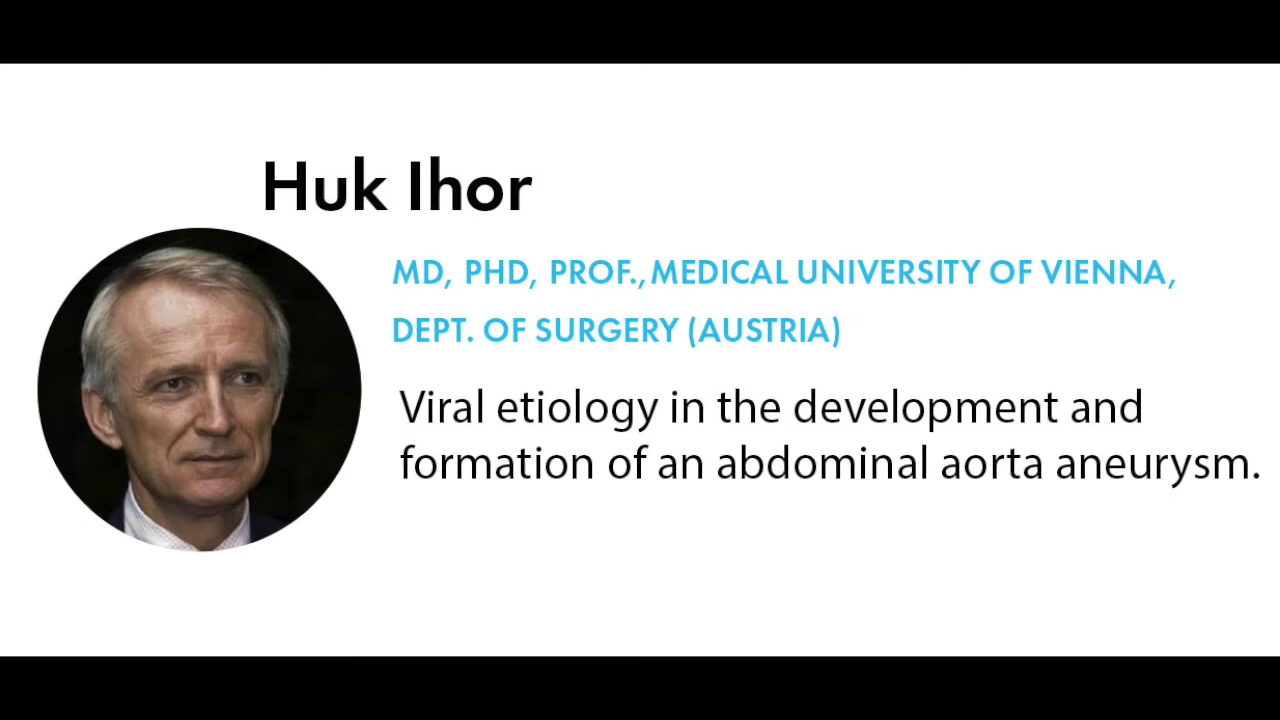 Huk Ihor
MD, PHD, PROF., MEDICAL UNIVERSITY OF VIENNA,
DEPT. OF SURGERY (AUSTRIA)
Viral etiology in the development and
formation of an abdominal aorta aneurysm.